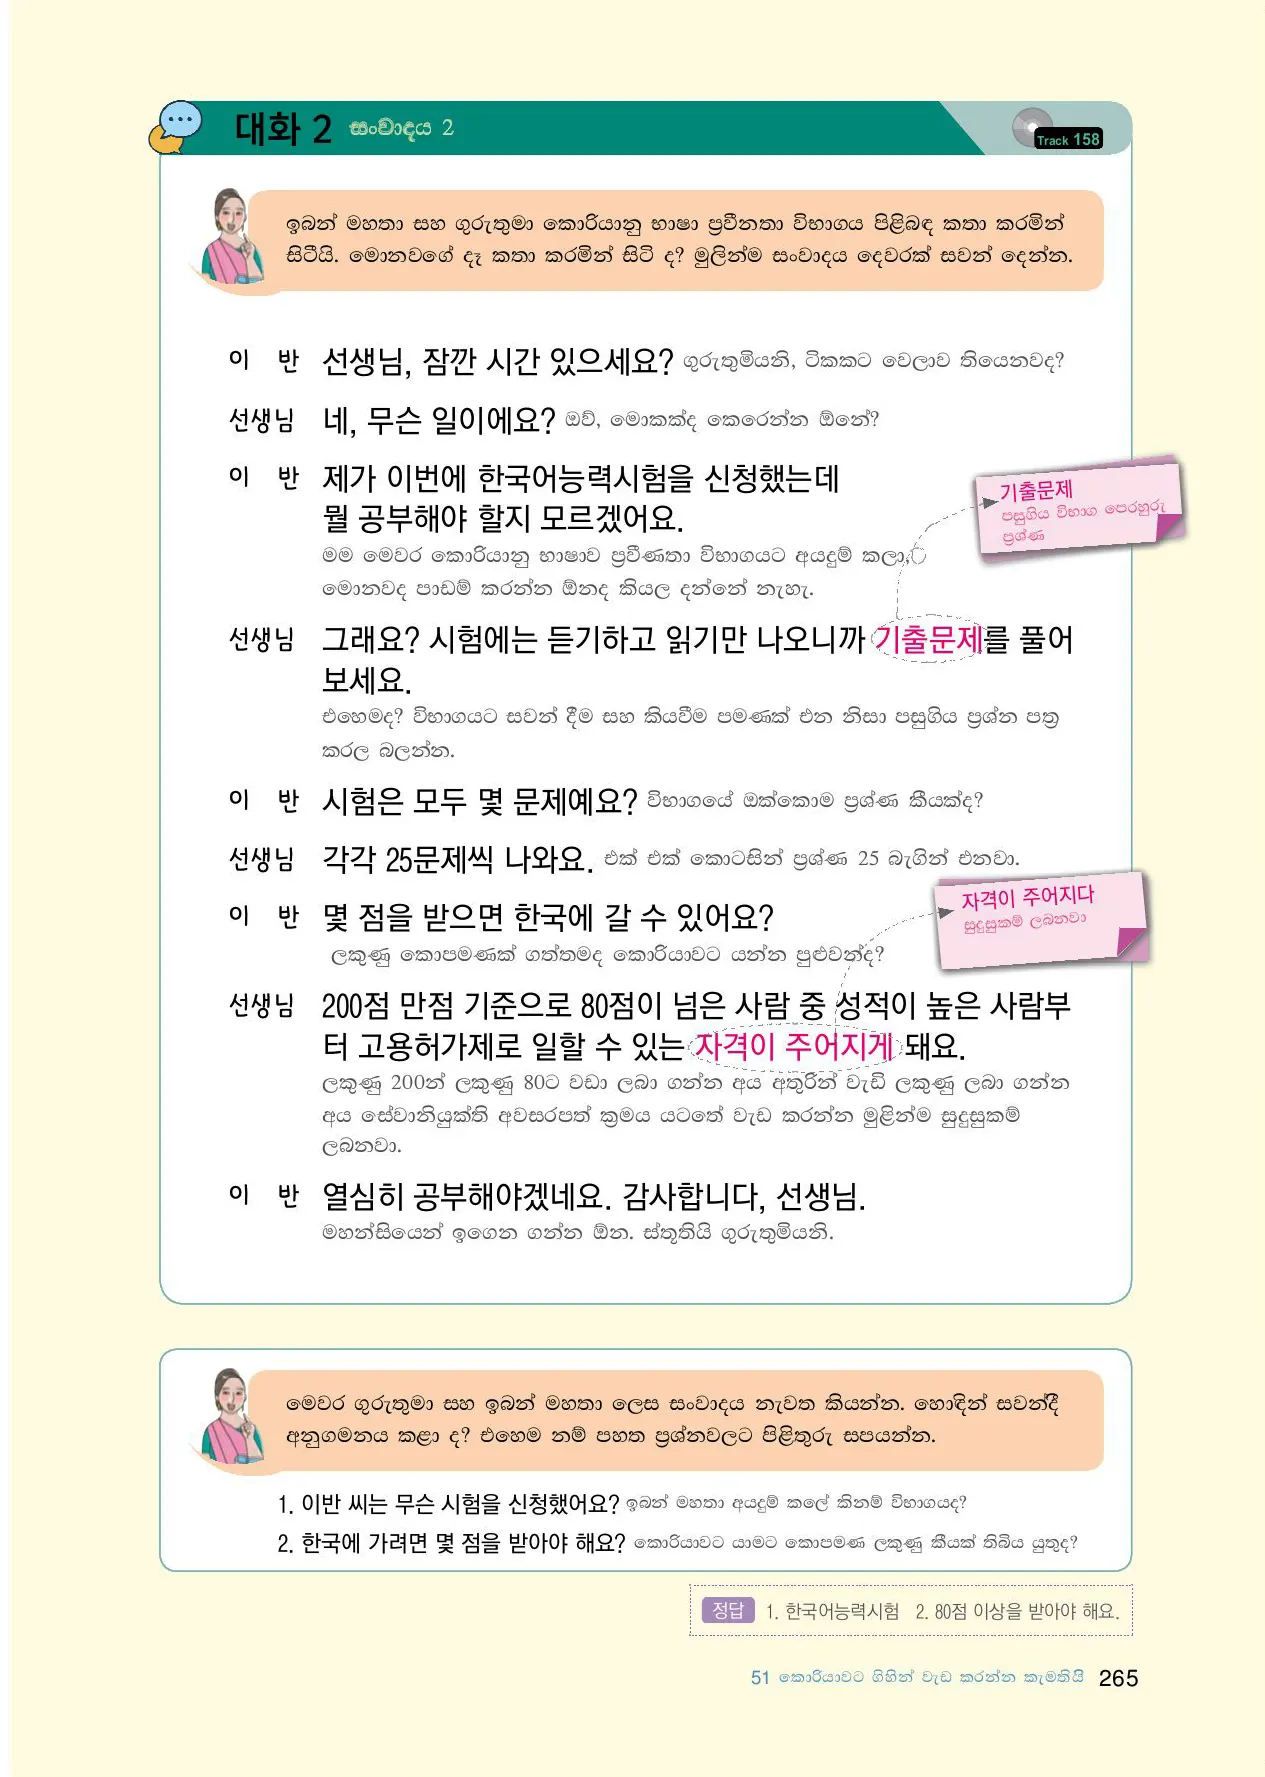 대화 2 සංවාදය 2
Track 158
ඉබන් මහතා සහ ගුරුතුමා කොරියානු භාෂා ප්‍රවීනතා විභාගය පිළිබඳ කතා කරමින්
සිටියි. මොනවගේ දෑ කතා කරමින් සිටි ද? මුලින්ම සංවාදය දෙවරක් සවන් දෙන්න.
이 반 선생님, 잠깐 시간 있으세요? ගුරුතුමියනි, ටිකකට වෙලාව තියෙනවද?
선생님 네, 무슨 일이에요? ඔව්, මොකක්ද කෙරෙන්න ඕනේ?
이 반 제가 이번에 한국어능력시험을 신청했는데
뭘 공부해야 할지 모르겠어요.
මම මෙවර කොරියානු භාෂාව ප්‍රවීණතා විභාගයට අයදුම් කලා,
මොනවද පාඩම් කරන්න ඕනද කියල දන්නේ නැහැ.
기출문제
පසුගිය විභාග පෙරහුරු
ප්‍රශ්ණ
선생님 그래요? 시험에는 듣기하고 읽기만 나오니까 기출문제를 풀어
보세요.
එහෙමද? විභාගයට සවන් දීම සහ කියවීම පමණක් එන නිසා පසුගිය ප්‍රශ්න පත්‍ර
කරල බලන්න.
이 반 시험은 모두 몇 문제예요? විභාගයේ ඔක්කොම ප්‍රශ්ණ කීයක්ද?
선생님 각각 25문제씩 나와요. එක් එක් කොටසින් ප්‍රශ්ණ 25 බැගින් එනවා.
이 반 몇 점을 받으면 한국에 갈 수 있어요?
ලකුණු කොපමණක් ගත්තමද කොරියාවට යන්න පුළුවන්ද?
자격이 주어지다
සුදුසුකම් ලබනවා
선생님 200점 만점 기준으로 80점이 넘은 사람 중 성적이 높은 사람부
터 고용허가제로 일할 수 있는 자격이 주어지게 돼요.
ලකුණු 200න් ලකුණු 80ට වඩා ලබා ගන්න අය අතුරින් වැඩි ලකුණු ලබා ගන්න
අය සේවානියුක්ති අවසරපත් ක්‍රමය යටතේ වැඩ කරන්න මුළින්ම සුදුසුකම්
ලබනවා.
이 반 열심히 공부해야겠네요. 감사합니다, 선생님.
මහන්සියෙන් ඉගෙන ගන්න ඕන. ස්තූතියි ගුරුතුමියනි.
මෙවර ගුරුතුමා සහ ඉබන් මහතා ලෙස සංවාදය නැවත කියන්න. හොඳින් සවන්දී
අනුගමනය කළා ද? එහෙම නම් පහත ප්‍රශ්නවලට පිළිතුරු සපයන්න.
1. 이반 씨는 무슨 시험을 신청했어요? ඉබන් මහතා අයදුම් කලේ කිනම් විභාගයද?
2. 한국에 가려면 몇 점을 받아야 해요? කොරියාවට යාමට කොපමණ ලකුණු කීයක් තිබිය යුතුද?
정답 1. 한국어능력시험 2. 80점 이상을 받아야 해요.
51 කොරියාවට ගිහින් වැඩ කරන්න කැමතියි 265